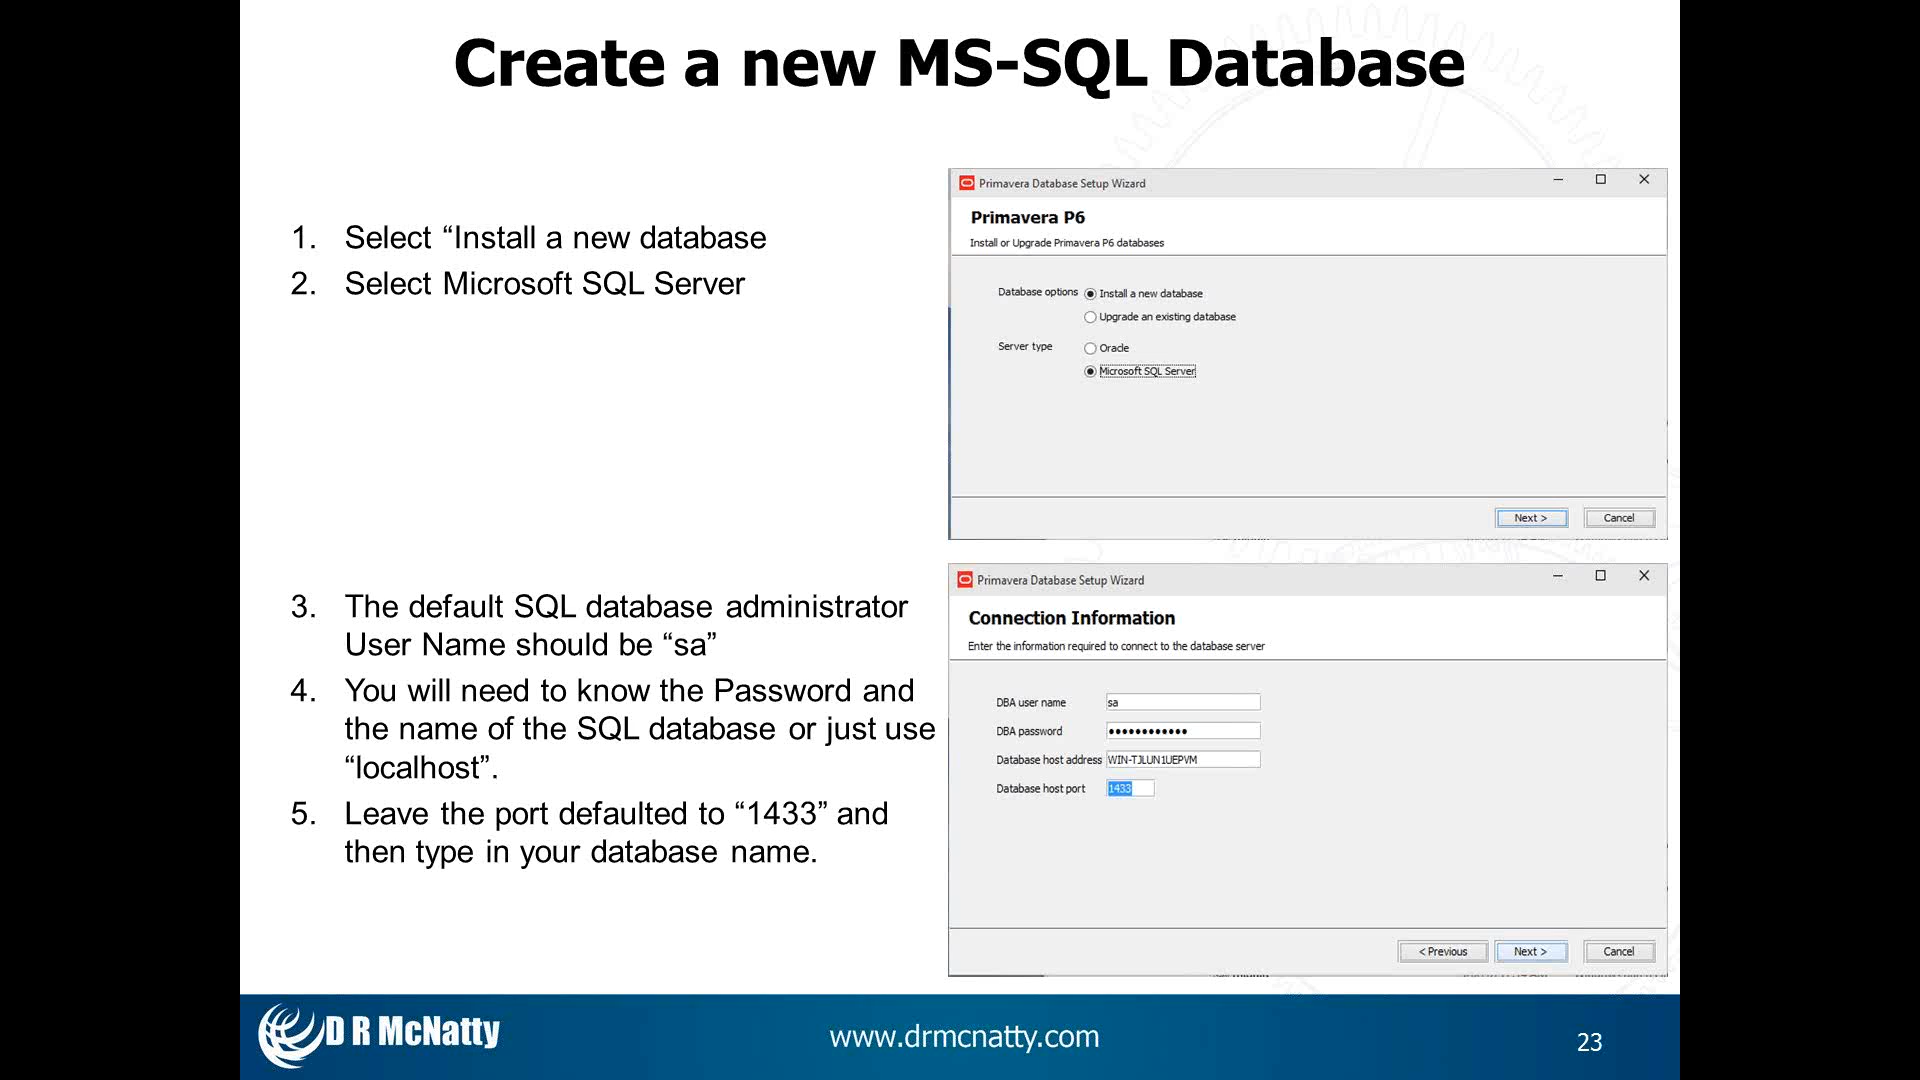 Create a new MS-SQL Database
1. Select “Install a new database
2. Select Microsoft SQL Server
Primavera Database Setup Wizard
Primavera P6
Install or Upgrade Primavera P6 databases
Database options
Install a new database
Upgrade an existing database
Server type
Oracle
Microsoft SQL Server
Next >
Cancel
3. The default SQL database administrator
User Name should be “sa”
4. You will need to know the Password and
the name of the SQL database or just use
“localhost”.
5. Leave the port defaulted to “1433” and
then type in your database name.
Primavera Database Setup Wizard
Connection Information
Enter the information required to connect to the database server
DBA user name sa
DBA password ••••••••••••
Database host address WIN-TJLUN1UEPVM
Database host port 1433
< Previous
Next >
Cancel
D R McNatty
www.drmcnatty.com
23